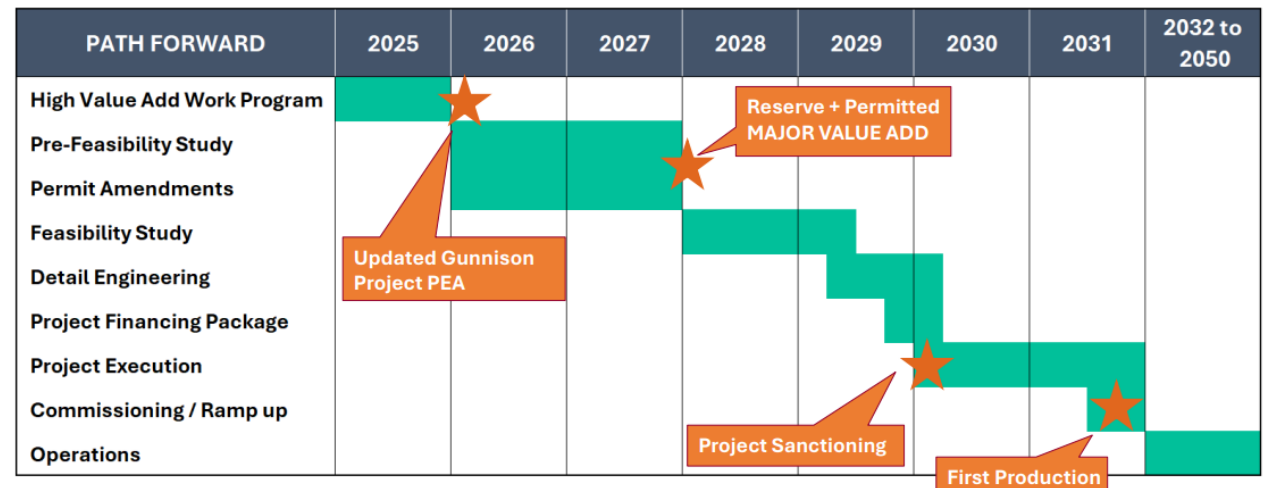 PATH FORWARD
2025
2026
2027
2028
2029
2030
2031
2032 to
2050
High Value Add Work Program
Pre-Feasibility Study
Permit Amendments
Feasibility Study
Detail Engineering
Project Financing Package
Project Execution
Commissioning / Ramp up
Operations
Reserve + Permitted
MAJOR VALUE ADD
Updated Gunnison
Project PEA
Project Sanctioning
First Production